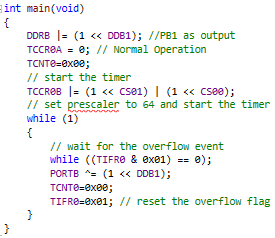 int main(void)
{
DDRB |= (1 << DDB1); //PB1 as output
TCCR0A = 0; // Normal Operation
TCNT0=0x00;
// start the timer
TCCR0B |= (1 << CS01) | (1 << CS00);
// set prescaler to 64 and start the timer
while (1)
{
// wait for the overflow event
while ((TIFR0 & 0x01) == 0);
PORTB ^= (1 << DDB1);
TCNT0=0x00;
TIFR0=0x01; // reset the overflow flag
}
}